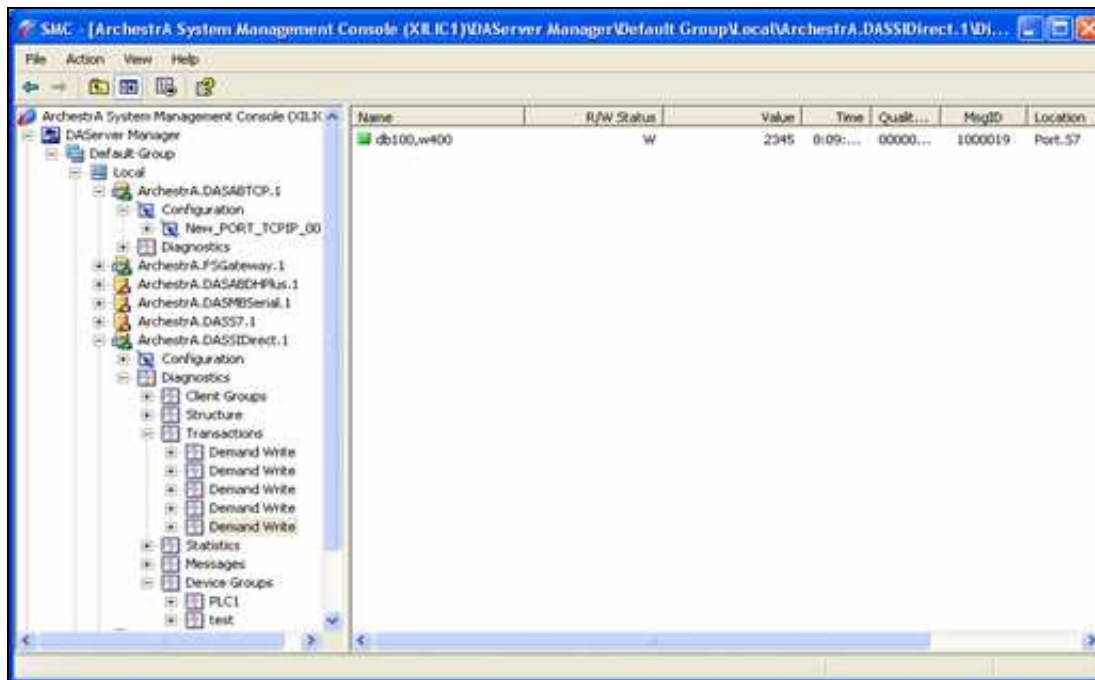 SMC - [ArchestrA System Management Console (XILIC1)\DAServer Manager\Default Group\Local\ArchestrA.DASSIDirect.1\Di...
File Action View Help
ArchestrA System Management Console (XILIC
DAServer Manager
Default Group
Local
ArchestrA.DASABTCP.1
Configuration
New_PORT_TCPIP_00
Diagnostics
ArchestrA.FSGateway.1
ArchestrA.DASABDHPlus.1
ArchestrA.DASMBSerial.1
ArchestrA.DASS7.1
ArchestrA.DASSIDirect.1
Configuration
Diagnostics
Client Groups
Structure
Transactions
Demand Write
Demand Write
Demand Write
Demand Write
Demand Write
Statistics
Messages
Device Groups
PLC1
test
Name R/W Status Value Time Qualit... MsgID Location
db100,w400 W 2345 0:09:... 00000... 1000019 Port.S7